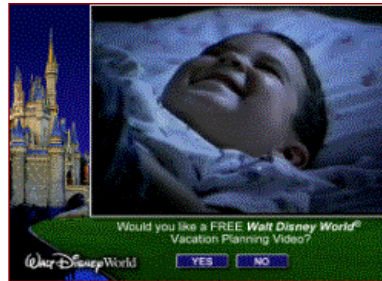 Would you like a FREE Walt Disney World®
Vacation Planning Video?
Walt Disney World
YES
NO